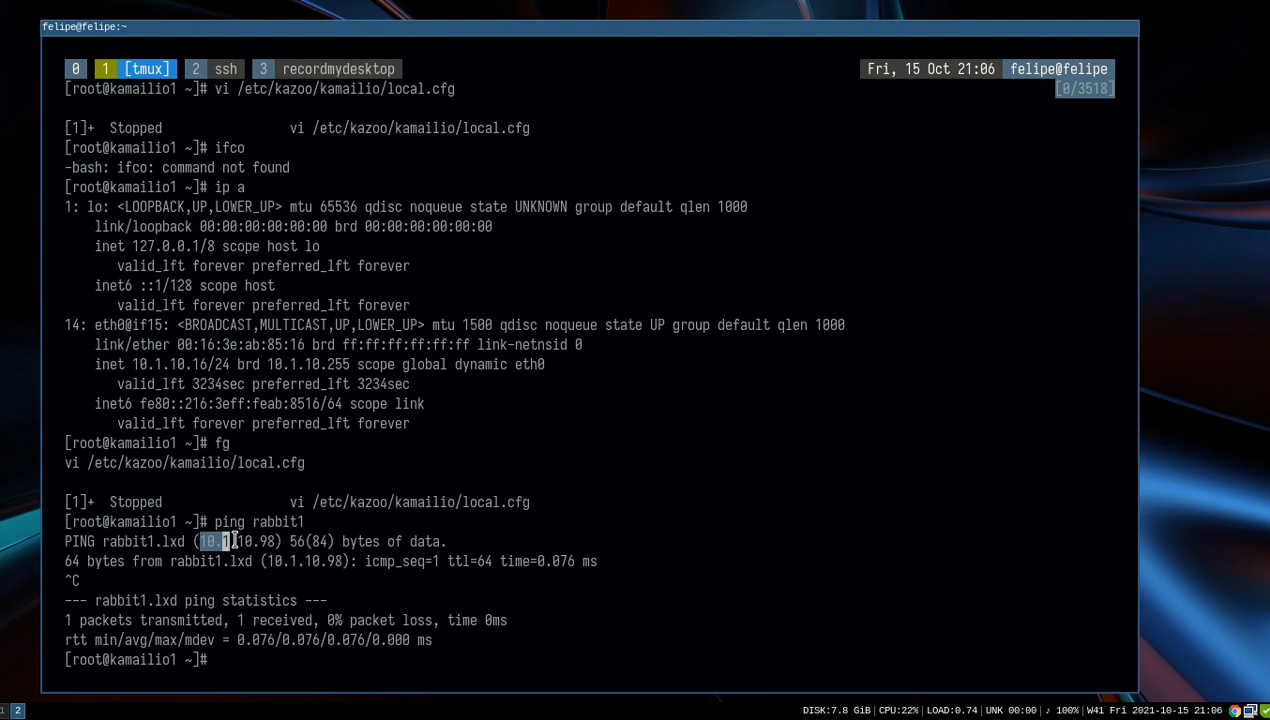 felipe@felipe:~
0 1 [tmux] 2 ssh 3 recordmydesktop Fri, 15 Oct 21:06 felipe@felipe
[root@kamailio1 ~]# vi /etc/kazoo/kamailio/local.cfg [0/3518]
[1]+ Stopped vi /etc/kazoo/kamailio/local.cfg
[root@kamailio1 ~]# ifco
-bash: ifco: command not found
[root@kamailio1 ~]# ip a
1: lo: <LOOPBACK,UP,LOWER_UP> mtu 65536 qdisc noqueue state UNKNOWN group default qlen 1000
link/loopback 00:00:00:00:00:00 brd 00:00:00:00:00:00
inet 127.0.0.1/8 scope host lo
valid_lft forever preferred_lft forever
inet6 ::1/128 scope host
valid_lft forever preferred_lft forever
14: eth0@if15: <BROADCAST,MULTICAST,UP,LOWER_UP> mtu 1500 qdisc noqueue state UP group default qlen 1000
link/ether 00:16:3e:ab:85:16 brd ff:ff:ff:ff:ff:ff link-netnsid 0
inet 10.1.10.16/24 brd 10.1.10.255 scope global dynamic eth0
valid_lft 3234sec preferred_lft 3234sec
inet6 fe80::216:3eff:feab:8516/64 scope link
valid_lft forever preferred_lft forever
[root@kamailio1 ~]# fg
vi /etc/kazoo/kamailio/local.cfg
[1]+ Stopped vi /etc/kazoo/kamailio/local.cfg
[root@kamailio1 ~]# ping rabbit1
PING rabbit1.lxd (10.1.10.98) 56(84) bytes of data.
64 bytes from rabbit1.lxd (10.1.10.98): icmp_seq=1 ttl=64 time=0.076 ms
^C
--- rabbit1.lxd ping statistics ---
1 packets transmitted, 1 received, 0% packet loss, time 0ms
rtt min/avg/max/mdev = 0.076/0.076/0.076/0.000 ms
[root@kamailio1 ~]#
1 2 DISK:7.8 GiB|CPU:22%|LOAD:0.74|UNK 00:00|♪ 100%|W41 Fri 2021-10-15 21:06